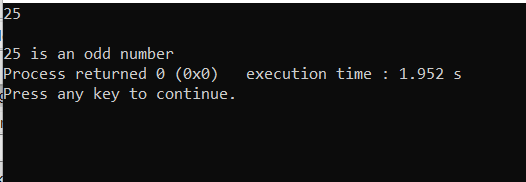 25
25 is an odd number
Process returned 0 (0x0)   execution time : 1.952 s
Press any key to continue.